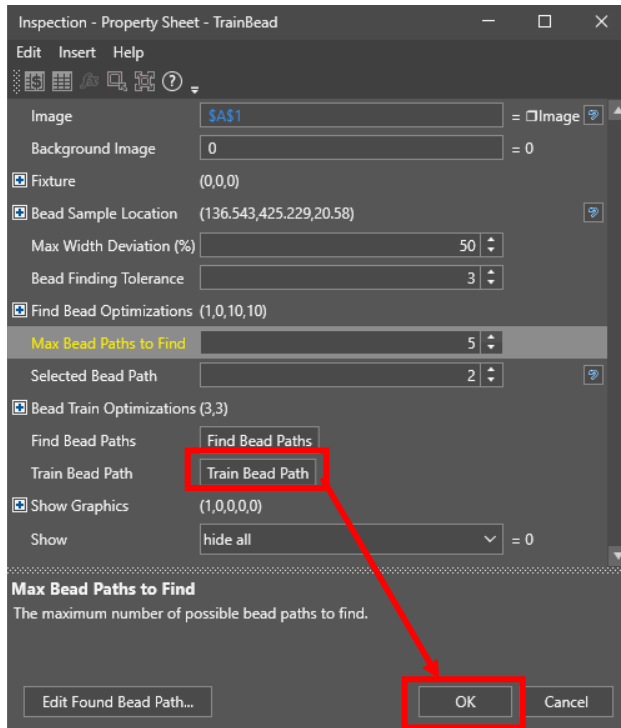 Inspection - Property Sheet - TrainBead
Edit Insert Help
Image $A$1 = Image
Background Image 0 = 0
Fixture (0,0,0)
Bead Sample Location (136.543,425.229,20.58)
Max Width Deviation (%) 50
Bead Finding Tolerance 3
Find Bead Optimizations (1,0,10,10)
Max Bead Paths to Find 5
Selected Bead Path 2
Bead Train Optimizations (3,3)
Find Bead Paths Find Bead Paths
Train Bead Path Train Bead Path
Show Graphics (1,0,0,0,0)
Show hide all = 0
Max Bead Paths to Find
The maximum number of possible bead paths to find.
Edit Found Bead Path... OK Cancel